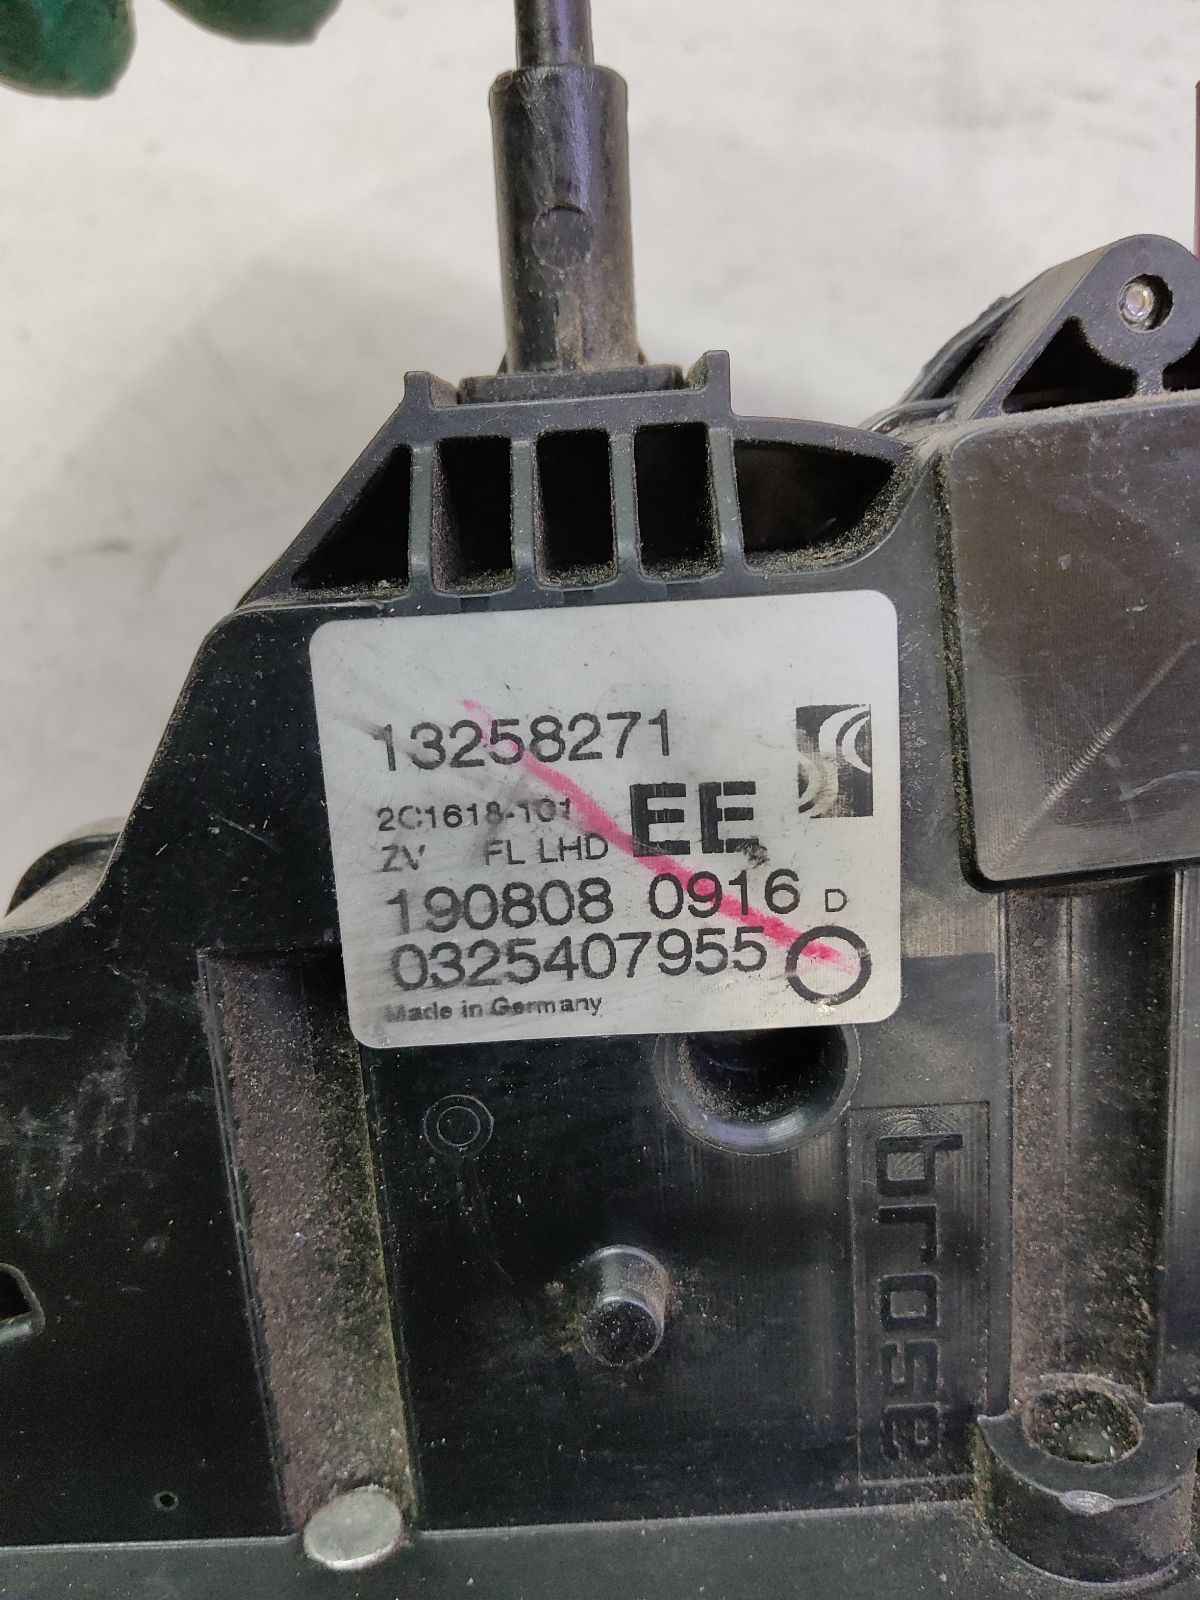 13258271
2C1618-101 EE
ZV FL LHD
190808 0916 D
0325407955
Made in Germany
brose